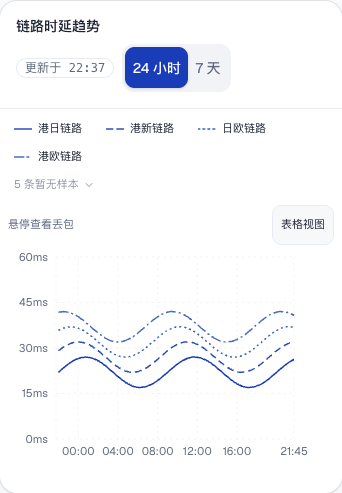 链路时延趋势
更新于 22:37
24 小时 7 天
港日链路 港新链路 日欧链路
港欧链路
5 条暂无样本
悬停查看丢包 表格视图
60ms
45ms
30ms
15ms
0ms
00:00 04:00 08:00 12:00 16:00 21:45